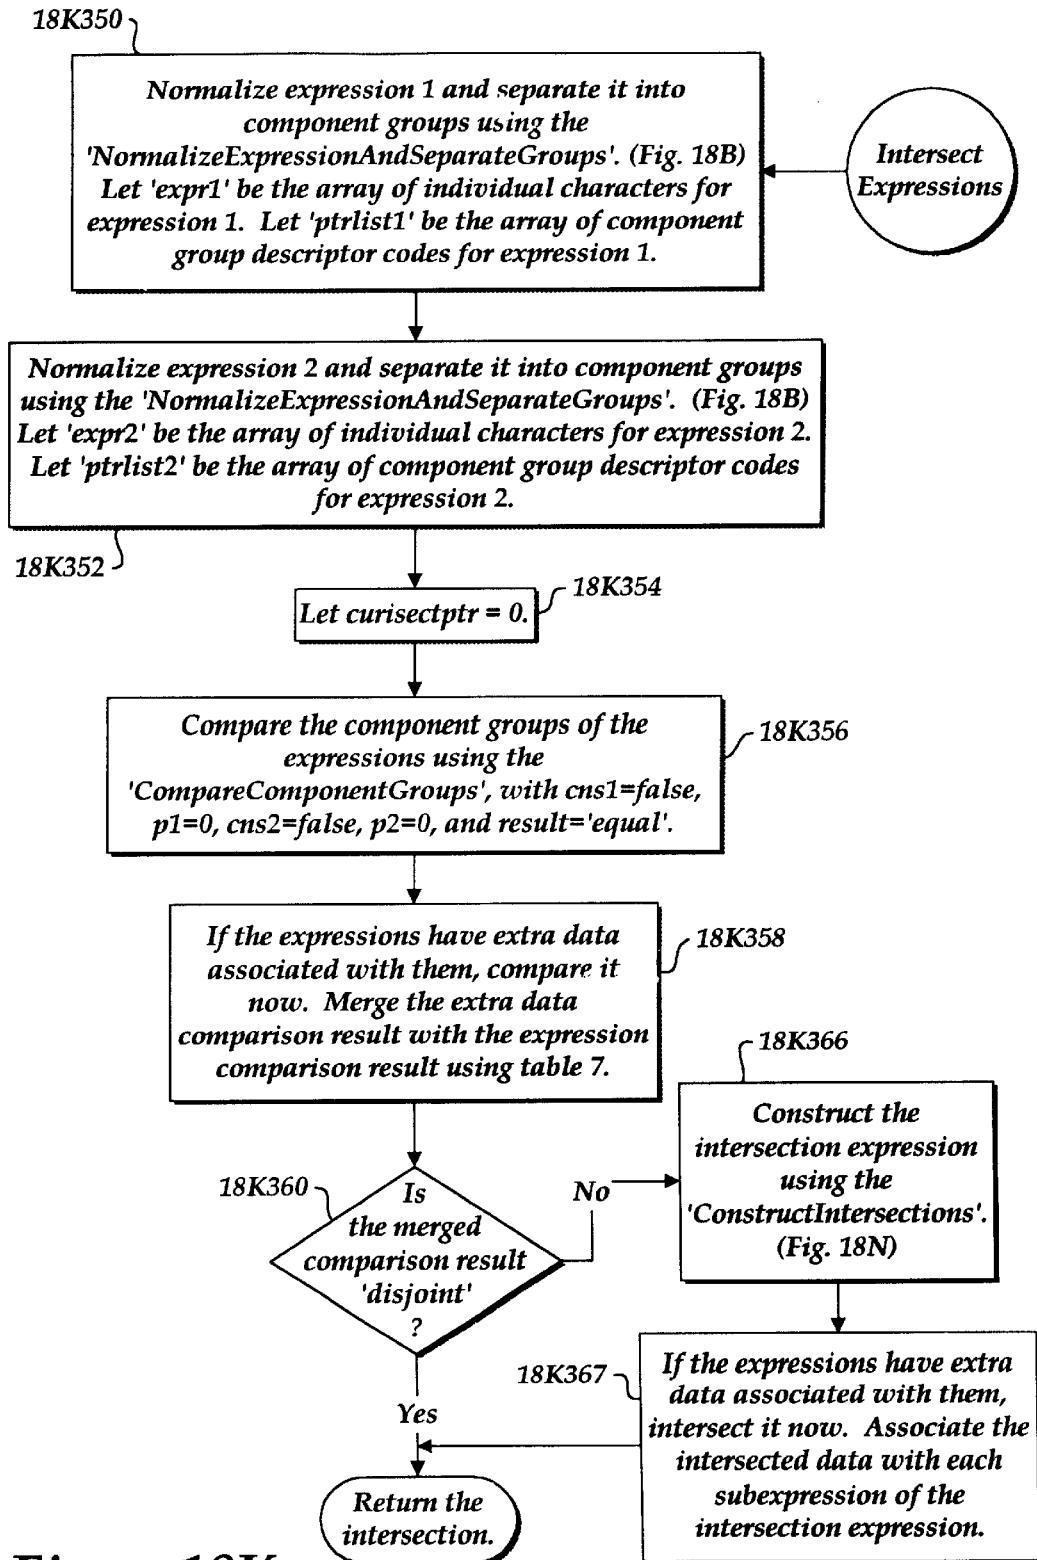 18K350
Normalize expression 1 and separate it into
component groups using the
'NormalizeExpressionAndSeparateGroups'. (Fig. 18B)
Let 'expr1' be the array of individual characters for
expression 1. Let 'ptrlist1' be the array of component
group descriptor codes for expression 1.
Intersect
Expressions
Normalize expression 2 and separate it into component groups
using the 'NormalizeExpressionAndSeparateGroups'. (Fig. 18B)
Let 'expr2' be the array of individual characters for expression 2.
Let 'ptrlist2' be the array of component group descriptor codes
for expression 2.
18K352
18K354
Let curisectptr = 0.
18K356
Compare the component groups of the
expressions using the
'CompareComponentGroups', with cns1=false,
p1=0, cns2=false, p2=0, and result='equal'.
18K358
If the expressions have extra data
associated with them, compare it
now. Merge the extra data
comparison result with the expression
comparison result using table 7.
18K366
Construct the
intersection expression
using the
'ConstructIntersections'.
(Fig. 18N)
18K360
Is
the merged
comparison result
'disjoint'
?
No
Yes
18K367
If the expressions have extra
data associated with them,
intersect it now. Associate the
intersected data with each
subexpression of the
intersection expression.
Return the
intersection.
Figure 18K